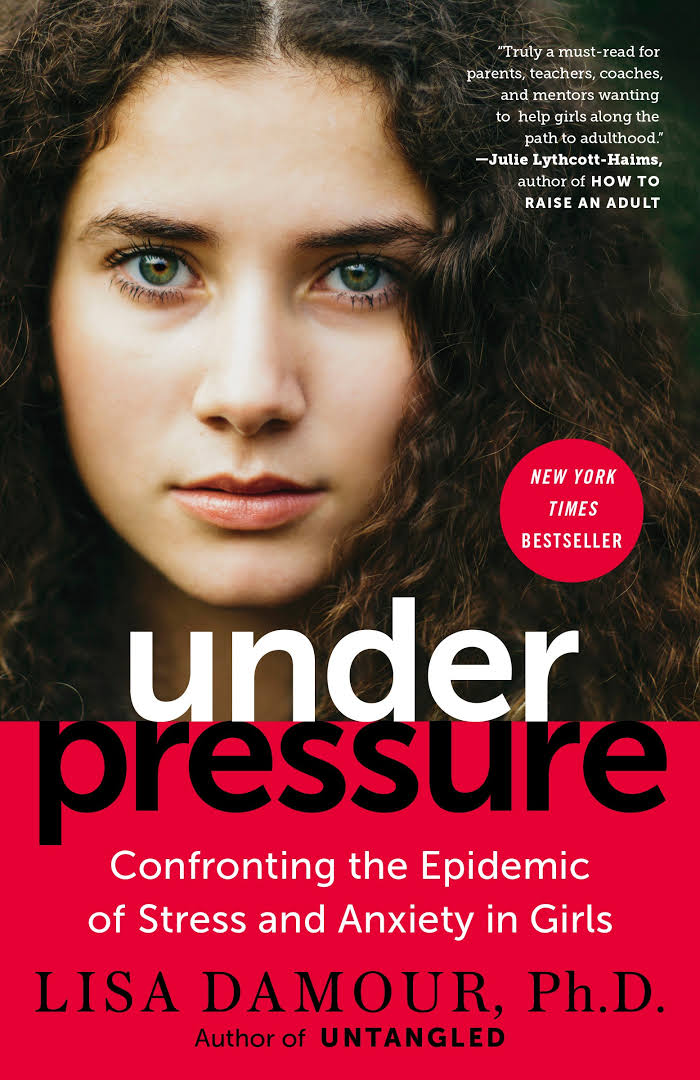 “Truly a must-read for
parents, teachers, coaches,
and mentors wanting
to help girls along the
path to adulthood.”
—Julie Lythcott-Haims,
author of HOW TO
RAISE AN ADULT
NEW YORK
TIMES
BESTSELLER
under
pressure
Confronting the Epidemic
of Stress and Anxiety in Girls
LISA DAMOUR, Ph.D.
Author of UNTANGLED